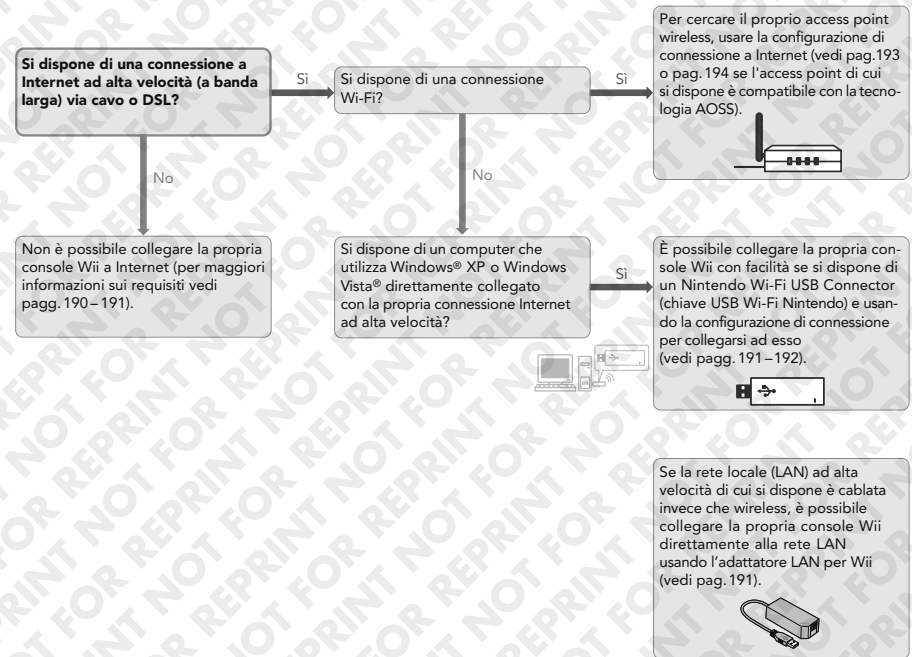 Si dispone di una connessione a
Internet ad alta velocità (a banda
larga) via cavo o DSL?
Sì
Si dispone di una connessione
Wi-Fi?
Sì
Per cercare il proprio access point
wireless, usare la configurazione di
connessione a Internet (vedi pag.193
o pag. 194 se l'access point di cui
si dispone è compatibile con la tecno-
logia AOSS).
No
No
Non è possibile collegare la propria
console Wii a Internet (per maggiori
informazioni sui requisiti vedi
pagg. 190–191).
Si dispone di un computer che
utilizza Windows® XP o Windows
Vista® direttamente collegato
con la propria connessione Internet
ad alta velocità?
Sì
È possibile collegare la propria con-
sole Wii con facilità se si dispone di
un Nintendo Wi-Fi USB Connector
(chiave USB Wi-Fi Nintendo) e usan-
do la configurazione di connessione
per collegarsi ad esso
(vedi pagg. 191–192).
Se la rete locale (LAN) ad alta
velocità di cui si dispone è cablata
invece che wireless, è possibile
collegare la propria console Wii
direttamente alla rete LAN
usando l'adattatore LAN per Wii
(vedi pag. 191).
NOT FOR REPRINT